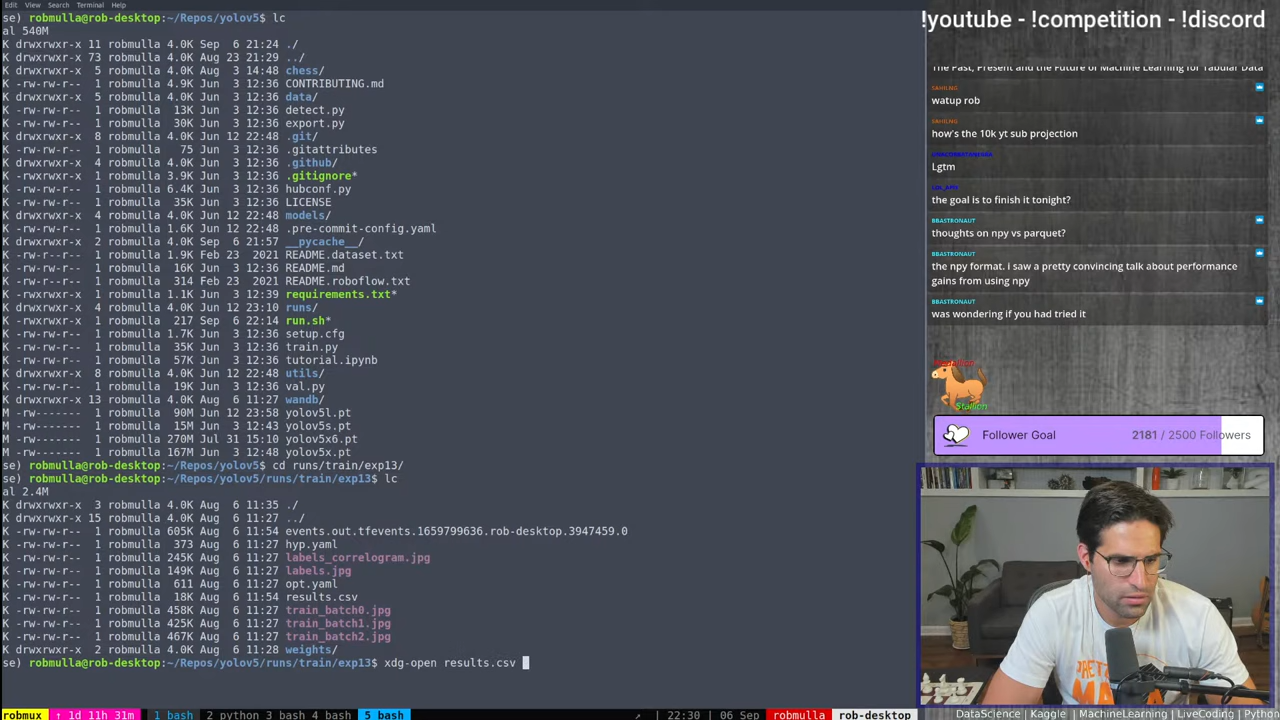 Edit View Search Terminal Help
se) robmulla@rob-desktop:~/Repos/yolov5$ lc
al 540M
K drwxrwxr-x 11 robmulla 4.0K Sep 6 21:24 ./
K drwxrwxr-x 73 robmulla 4.0K Aug 23 21:29 ../
K drwxrwxr-x 5 robmulla 4.0K Aug 3 14:48 chess/
K -rw-rw-r-- 1 robmulla 4.9K Jun 3 12:36 CONTRIBUTING.md
K drwxrwxr-x 5 robmulla 4.0K Jun 3 12:36 data/
K -rw-rw-r-- 1 robmulla 13K Jun 3 12:36 detect.py
K -rw-rw-r-- 1 robmulla 30K Jun 3 12:36 export.py
K drwxrwxr-x 8 robmulla 4.0K Jun 12 22:48 .git/
K -rw-rw-r-- 1 robmulla 75 Jun 3 12:36 .gitattributes
K drwxrwxr-x 4 robmulla 4.0K Jun 3 12:36 .github/
K -rw-rw-r-- 1 robmulla 3.9K Jun 3 12:36 .gitignore*
K -rw-rw-r-- 1 robmulla 6.4K Jun 3 12:36 hubconf.py
K -rw-rw-r-- 1 robmulla 35K Jun 3 12:36 LICENSE
K drwxrwxr-x 4 robmulla 4.0K Jun 12 22:48 models/
K -rw-rw-r-- 1 robmulla 1.6K Jun 12 22:48 .pre-commit-config.yaml
K drwxrwxr-x 2 robmulla 4.0K Sep 6 21:57 __pycache__/
K -rw-rw-r-- 1 robmulla 1.9K Feb 23 2021 README.dataset.txt
K -rw-rw-r-- 1 robmulla 16K Jun 3 12:36 README.md
K -rw-rw-r-- 1 robmulla 314 Feb 23 2021 README.roboflow.txt
K -rw-rw-r-- 1 robmulla 1.1K Jun 3 12:39 requirements.txt*
K drwxrwxr-x 4 robmulla 4.0K Jun 12 23:10 runs/
K -rw-rw-r-- 1 robmulla 217 Sep 6 22:14 run.sh*
K -rw-rw-r-- 1 robmulla 1.7K Jun 3 12:36 setup.cfg
K -rw-rw-r-- 1 robmulla 35K Jun 3 12:36 train.py
K -rw-rw-r-- 1 robmulla 57K Jun 3 12:36 tutorial.ipynb
K drwxrwxr-x 8 robmulla 4.0K Jun 12 22:48 utils/
K -rw-rw-r-- 1 robmulla 19K Jun 3 12:36 val.py
K drwxrwxr-x 13 robmulla 4.0K Aug 6 11:27 wandb/
M -rw------- 1 robmulla 90M Jun 12 23:58 yolov5l.pt
M -rw------- 1 robmulla 15M Jun 3 12:43 yolov5s.pt
M -rw------- 1 robmulla 270M Jul 31 15:10 yolov5x6.pt
M -rw------- 1 robmulla 167M Jun 3 12:48 yolov5x.pt
se) robmulla@rob-desktop:~/Repos/yolov5$ cd runs/train/exp13/
se) robmulla@rob-desktop:~/Repos/yolov5/runs/train/exp13$ lc
al 2.4M
K drwxrwxr-x 3 robmulla 4.0K Aug 6 11:35 ./
K drwxrwxr-x 15 robmulla 4.0K Aug 6 11:27 ../
K -rw-rw-r-- 1 robmulla 605K Aug 6 11:54 events.out.tfevents.1659799636.rob-desktop.3947459.0
K -rw-rw-r-- 1 robmulla 373 Aug 6 11:27 hyp.yaml
K -rw-rw-r-- 1 robmulla 245K Aug 6 11:27 labels_correlogram.jpg
K -rw-rw-r-- 1 robmulla 149K Aug 6 11:27 labels.jpg
K -rw-rw-r-- 1 robmulla 611 Aug 6 11:27 opt.yaml
K -rw-rw-r-- 1 robmulla 18K Aug 6 11:54 results.csv
K -rw-rw-r-- 1 robmulla 458K Aug 6 11:27 train_batch0.jpg
K -rw-rw-r-- 1 robmulla 425K Aug 6 11:27 train_batch1.jpg
K -rw-rw-r-- 1 robmulla 467K Aug 6 11:27 train_batch2.jpg
K drwxrwxr-x 2 robmulla 4.0K Aug 6 11:28 weights/
se) robmulla@rob-desktop:~/Repos/yolov5/runs/train/exp13$ xdg-open results.csv
robmux ↑ 1d 11h 31m 1 bash 2 python 3 bash 4 bash 5 bash ↗ | 22:30 | 06 Sep robmulla rob-desktop
!youtube - !competition - !discord
The Past, Present and the Future of Machine Learning for Tabular Data
SAHILNG
watup rob
SAHILNG
how's the 10k yt sub projection
Lgtm
the goal is to finish it tonight?
BBASTRONAUT
thoughts on npy vs parquet?
BBASTRONAUT
the npy format. i saw a pretty convincing talk about performance
gains from using npy
BBASTRONAUT
was wondering if you had tried it
Stallion
Follower Goal 2181 / 2500 Followers
DataScience | Kaggle | MachineLearning | LiveCoding | Python